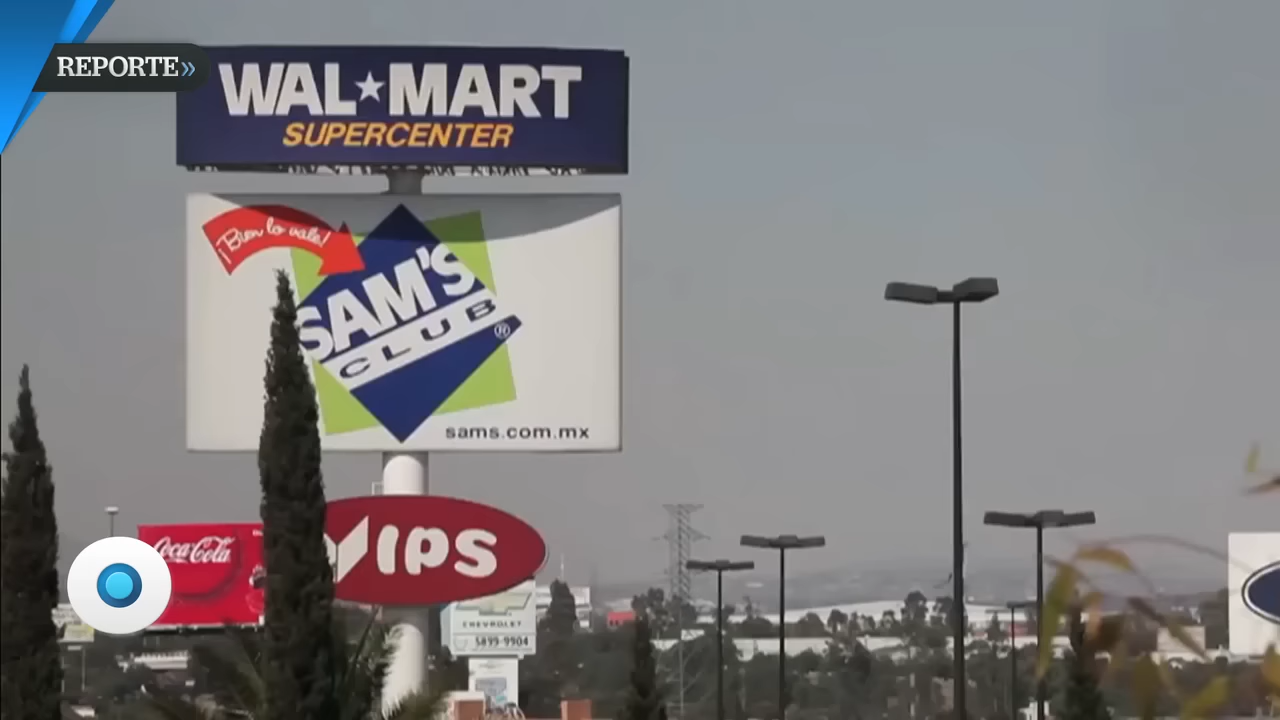 REPORTE»
WAL★MART
SUPERCENTER
¡Bien lo vale!
SAM'S
CLUB®
sams.com.mx
Coca-Cola
VIPS
CHEVROLET
5899-9904